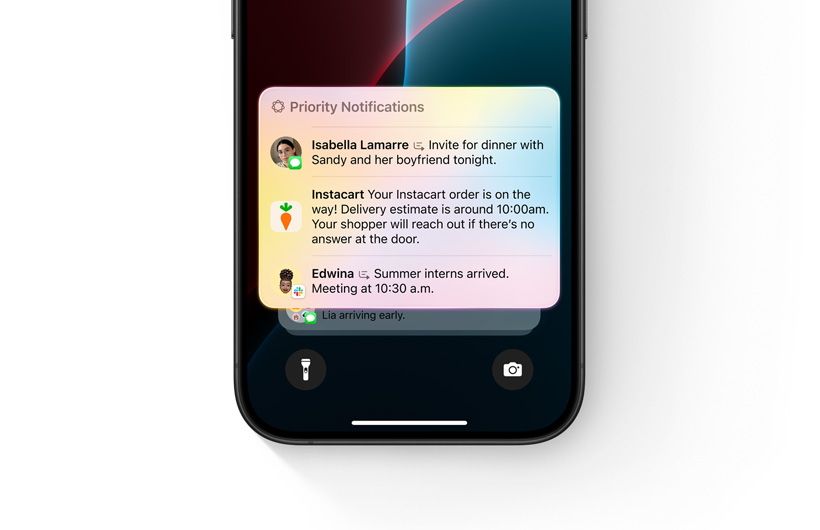 Priority Notifications
Isabella Lamarre Invite for dinner with
Sandy and her boyfriend tonight.
Instacart Your Instacart order is on the
way! Delivery estimate is around 10:00am.
Your shopper will reach out if there’s no
answer at the door.
Edwina Summer interns arrived.
Meeting at 10:30 a.m.
Lia arriving early.